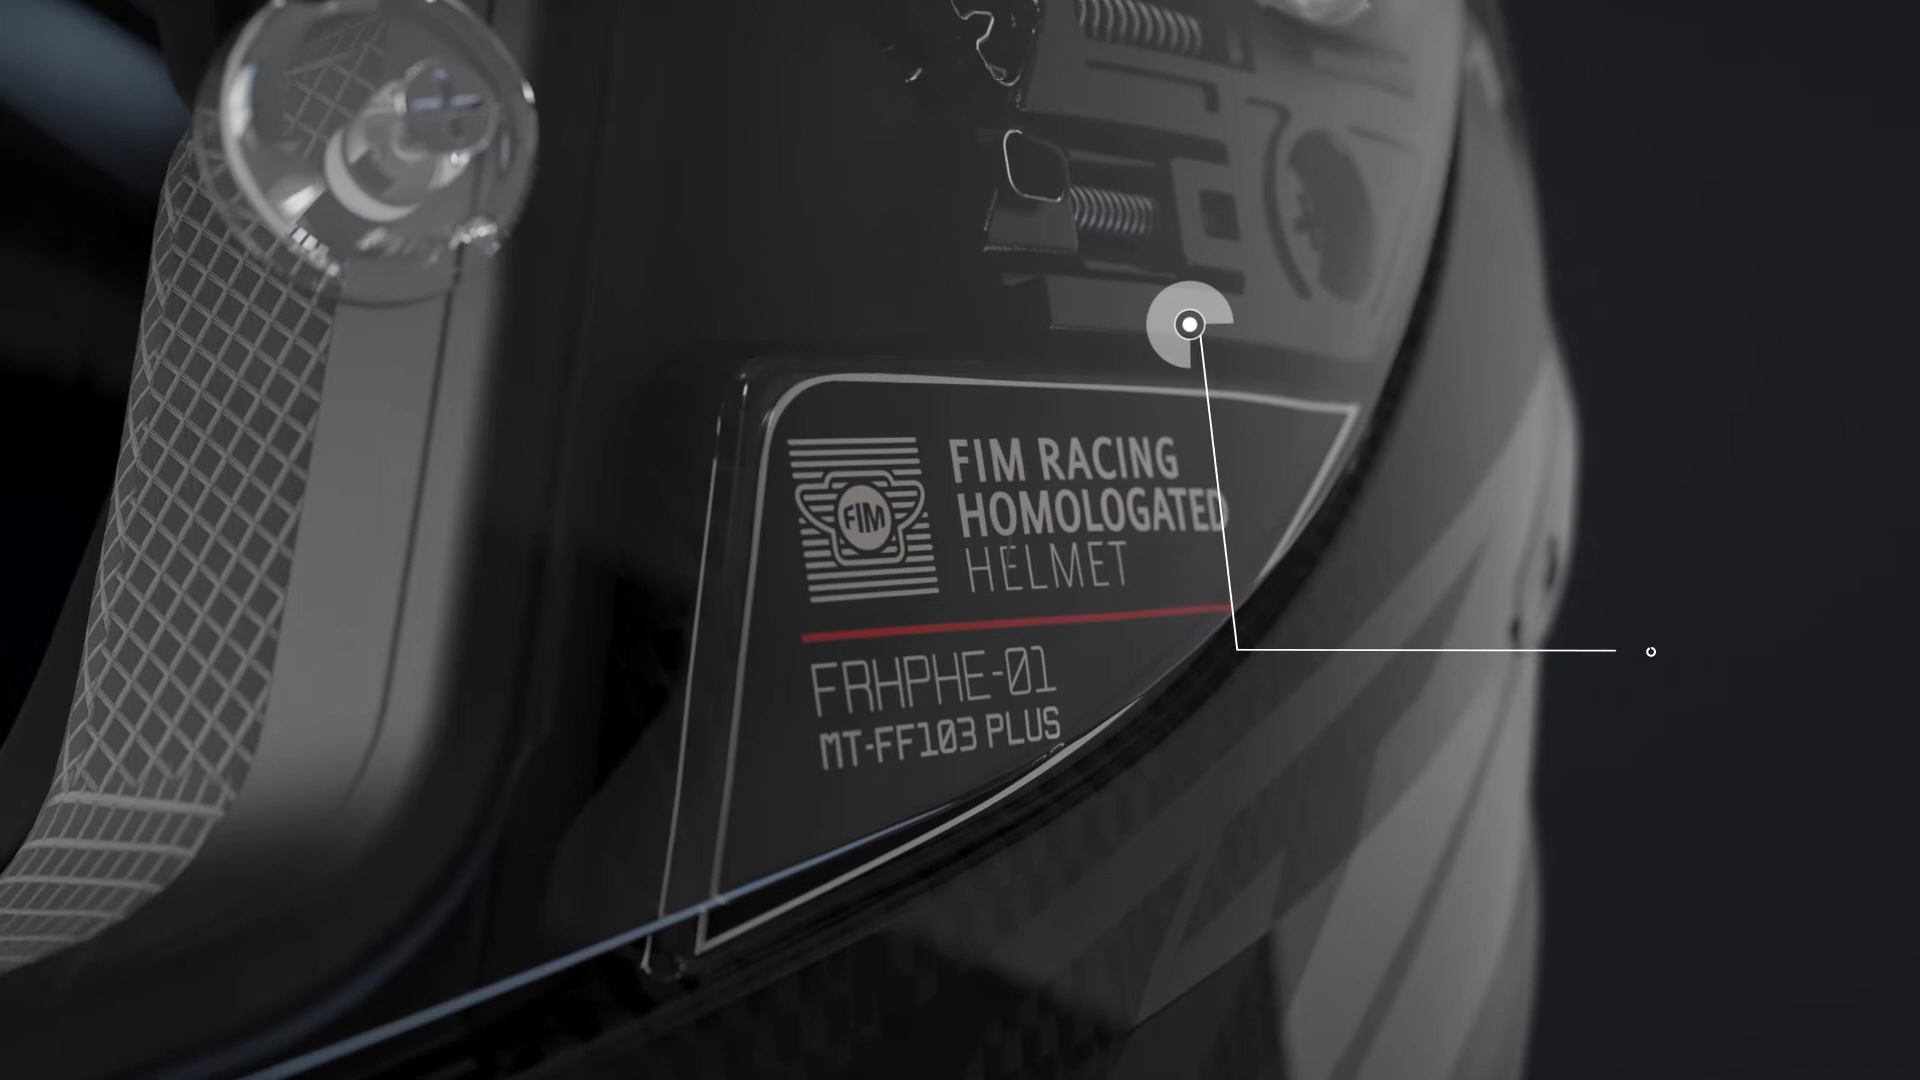 FIM
FIM RACING
HOMOLOGATED
HELMET
FRHPHE-01
MT-FF103 PLUS